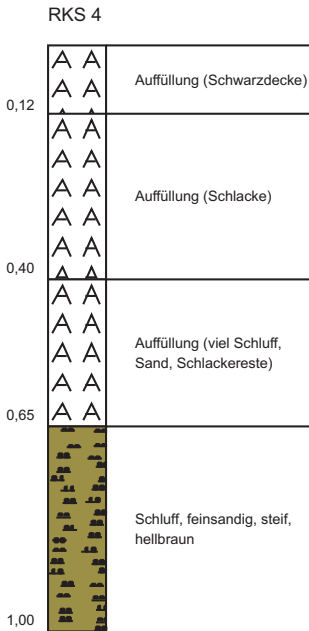 RKS 4
Auffüllung (Schwarzdecke)
0,12
Auffüllung (Schlacke)
0,40
Auffüllung (viel Schluff,
Sand, Schlackereste)
0,65
Schluff, feinsandig, steif,
hellbraun
1,00